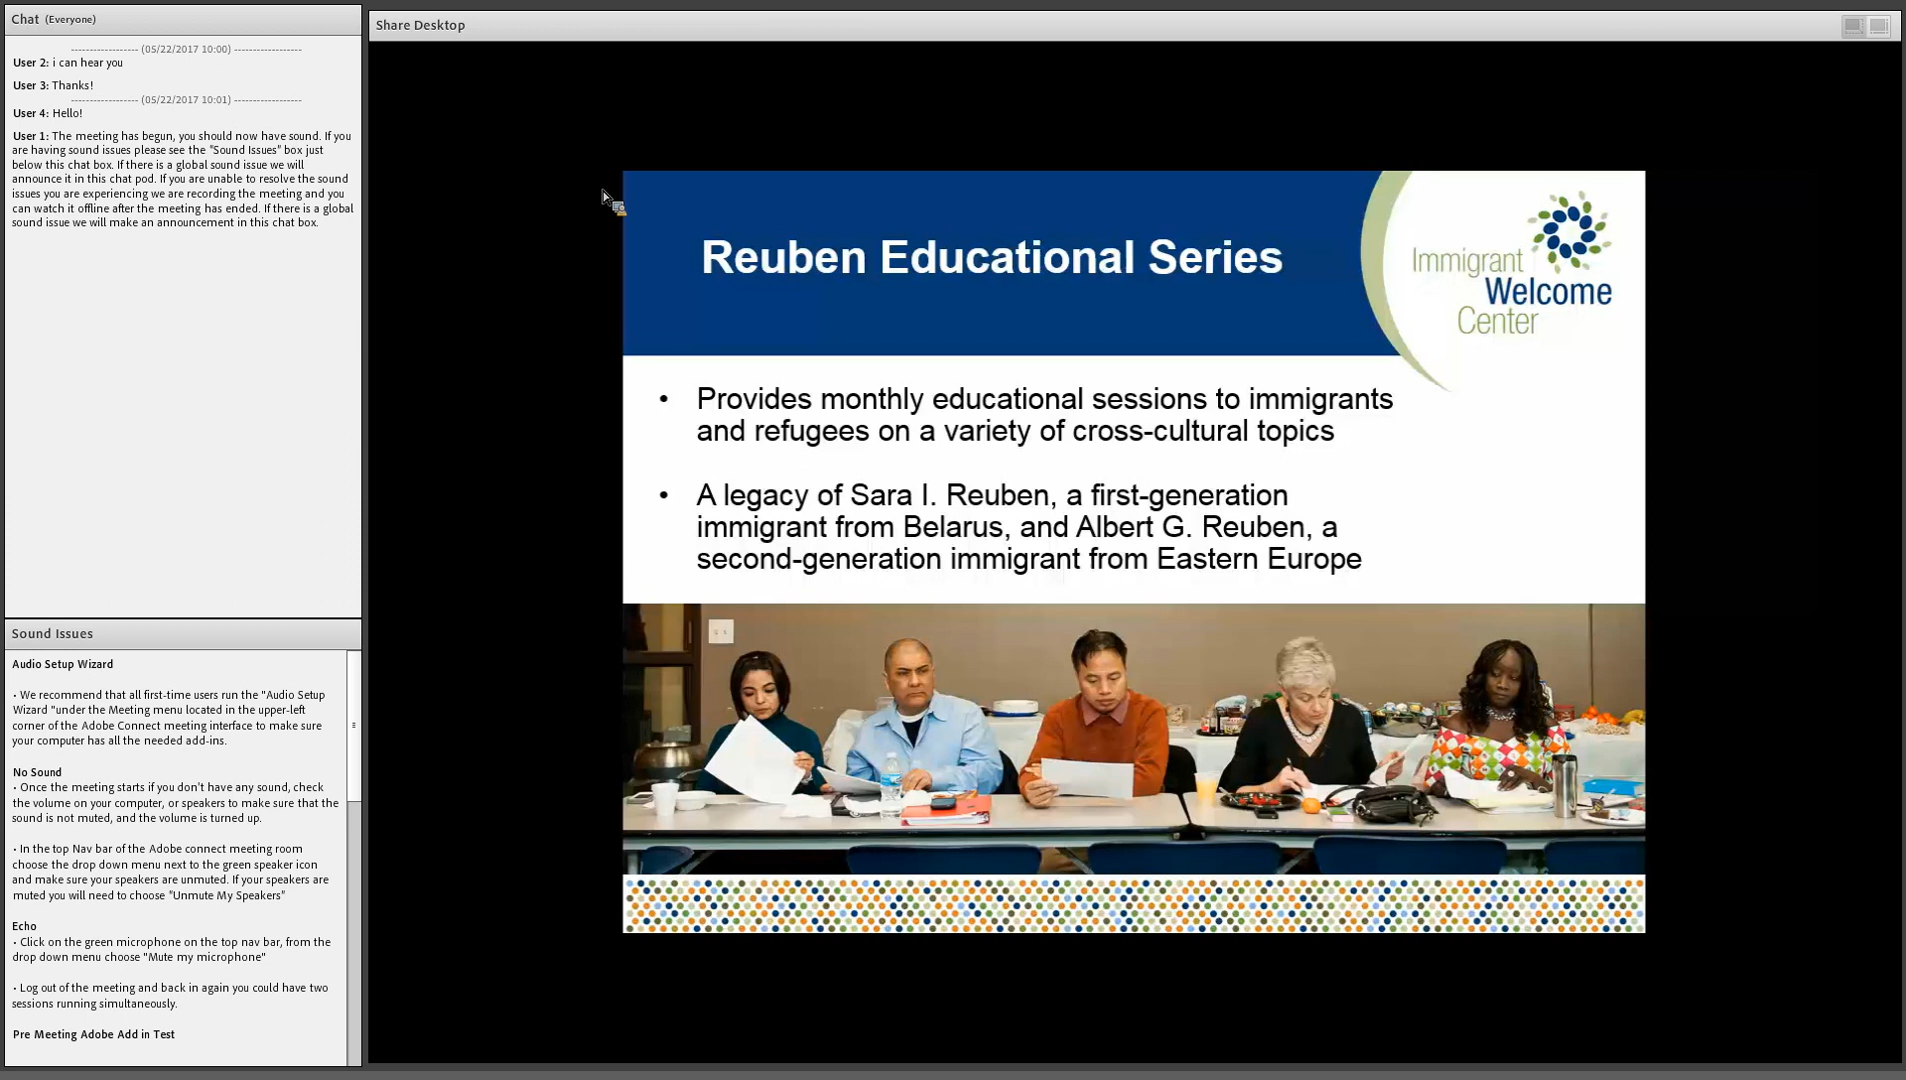 Chat (Everyone)
------------------ (05/22/2017 10:00) ------------------
User 2: i can hear you
User 3: Thanks!
------------------ (05/22/2017 10:01) ------------------
User 4: Hello!
User 1: The meeting has begun, you should now have sound. If you
are having sound issues please see the "Sound Issues" box just
below this chat box. If there is a global sound issue we will
announce it in this chat pod. If you are unable to resolve the sound
issues you are experiencing we are recording the meeting and you
can watch it offline after the meeting has ended. If there is a global
sound issue we will make an announcement in this chat box.
Sound Issues
Audio Setup Wizard
• We recommend that all first-time users run the "Audio Setup
Wizard "under the Meeting menu located in the upper-left
corner of the Adobe Connect meeting interface to make sure
your computer has all the needed add-ins.
No Sound
• Once the meeting starts if you don't have any sound, check
the volume on your computer, or speakers to make sure that the
sound is not muted, and the volume is turned up.
• In the top Nav bar of the Adobe connect meeting room
choose the drop down menu next to the green speaker icon
and make sure your speakers are unmuted. If your speakers are
muted you will need to choose "Unmute My Speakers"
Echo
• Click on the green microphone on the top nav bar, from the
drop down menu choose "Mute my microphone"
• Log out of the meeting and back in again you could have two
sessions running simultaneously.
Pre Meeting Adobe Add in Test
Share Desktop
Reuben Educational Series
Immigrant
Welcome
Center
• Provides monthly educational sessions to immigrants
and refugees on a variety of cross-cultural topics
• A legacy of Sara I. Reuben, a first-generation
immigrant from Belarus, and Albert G. Reuben, a
second-generation immigrant from Eastern Europe